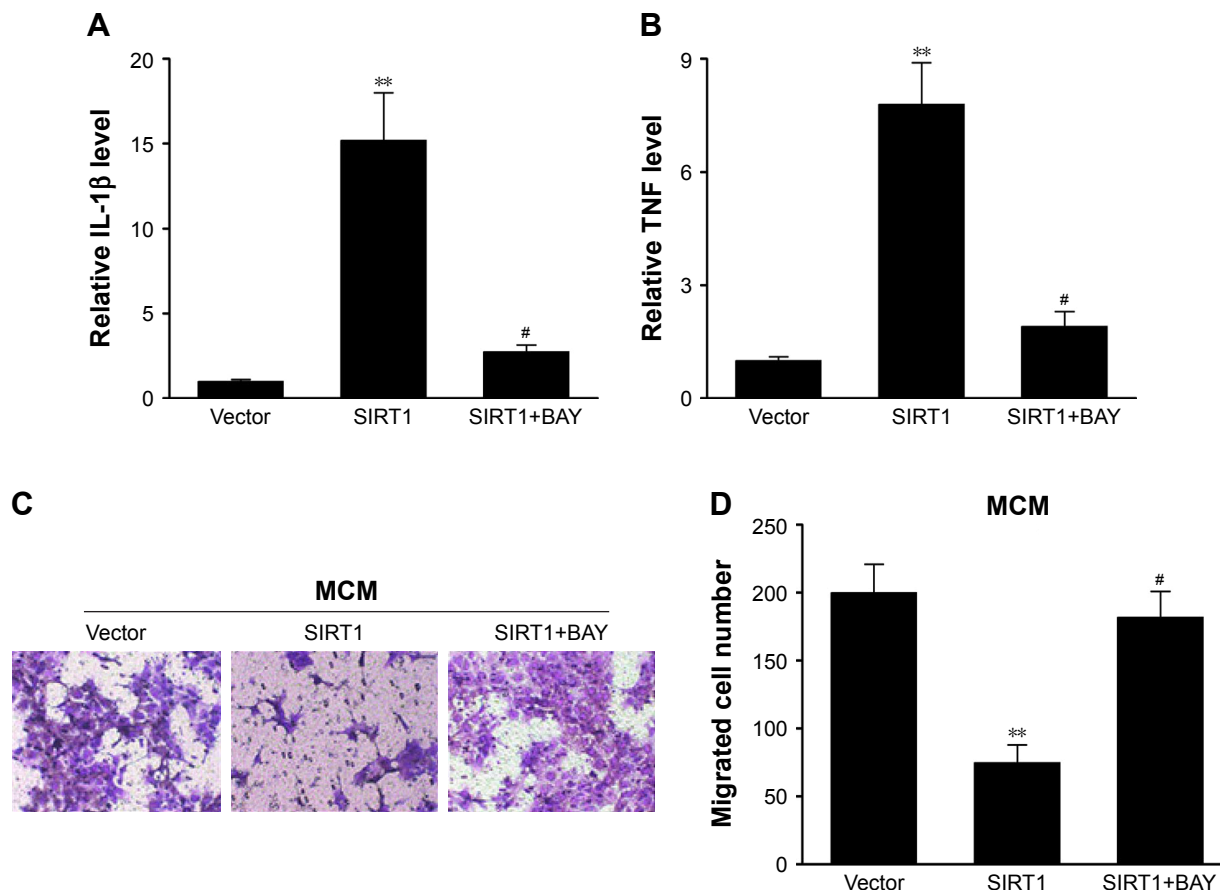 A
Relative IL-1β level
20
15
10
5
0
**
#
Vector SIRT1 SIRT1+BAY
B
Relative TNF level
9
6
3
0
**
#
Vector SIRT1 SIRT1+BAY
C
MCM
Vector SIRT1 SIRT1+BAY
D
MCM
Migrated cell number
250
200
150
100
50
0
**
#
Vector SIRT1 SIRT1+BAY